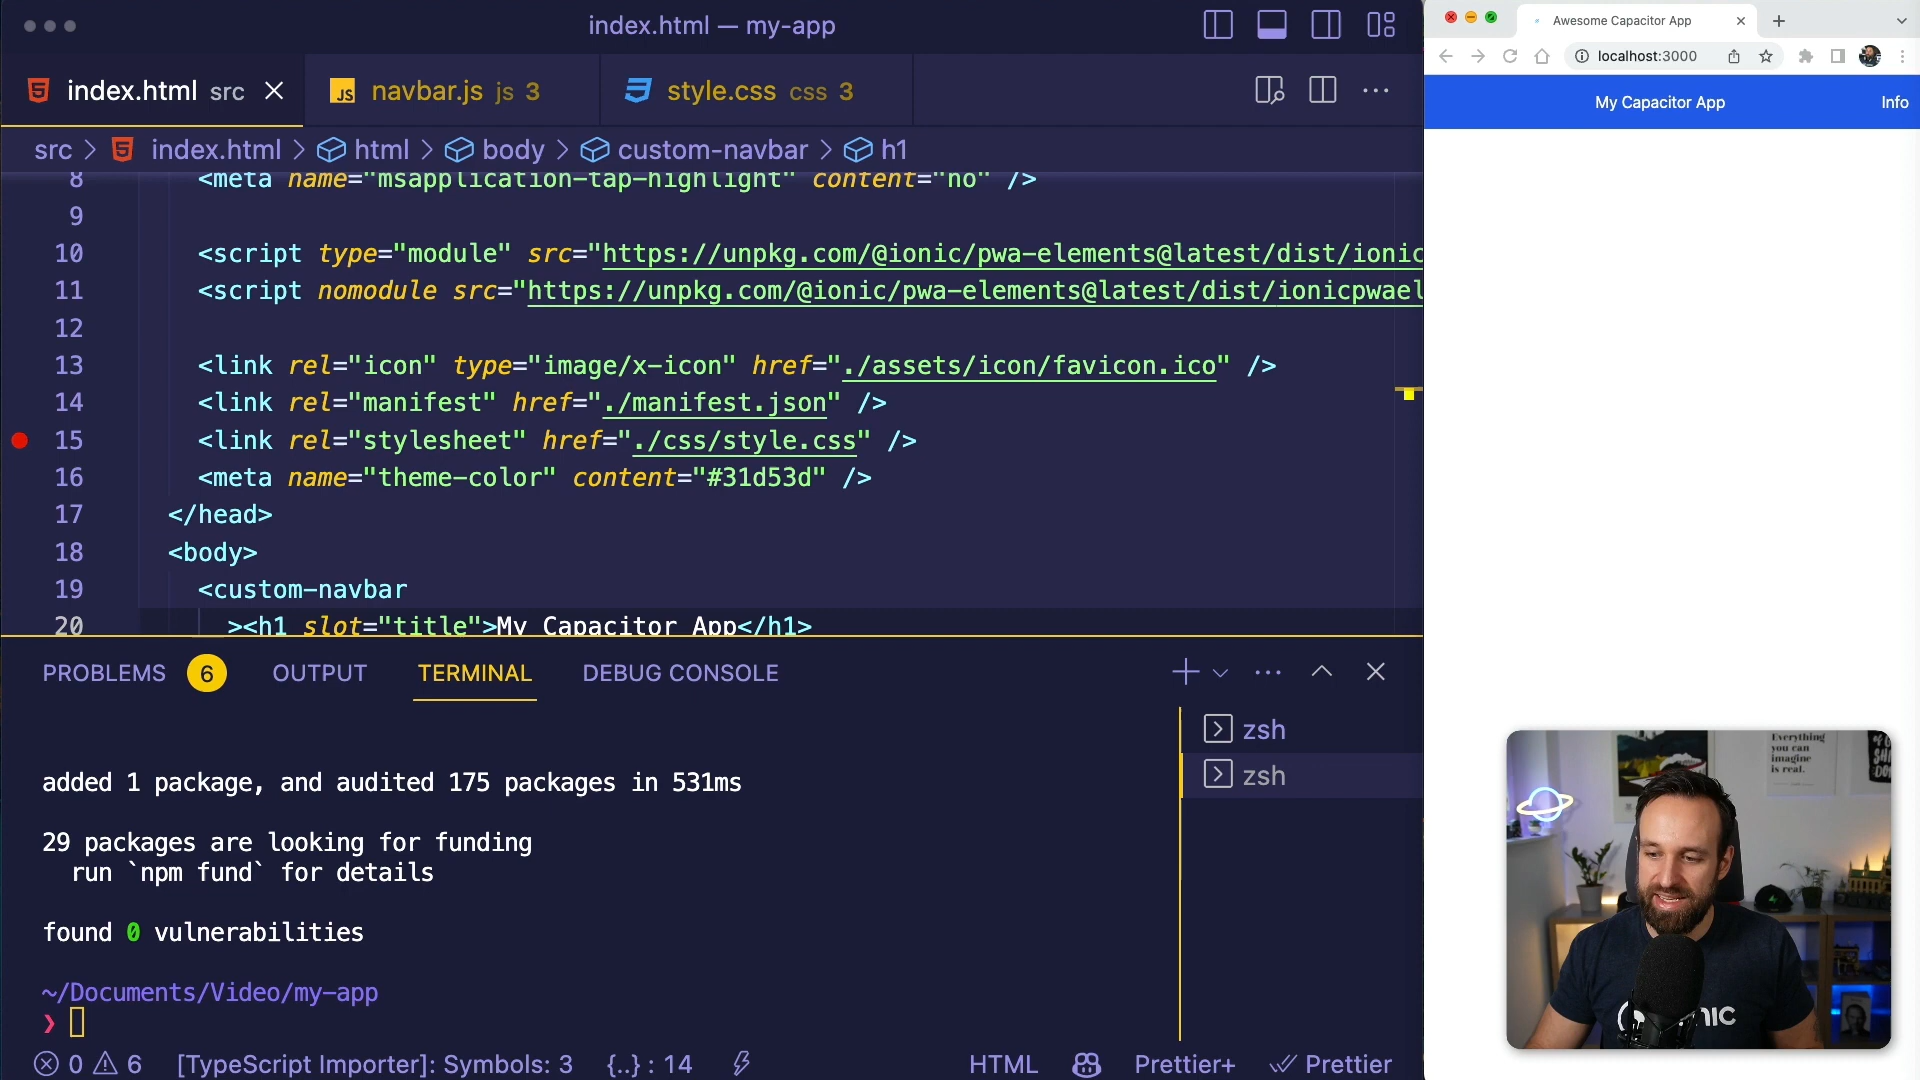 index.html — my-app
index.html src
navbar.js js 3
style.css css 3
src > index.html > html > body > custom-navbar > h1
8 <meta name="msapplication-tap-highlight" content="no" />
9
10 <script type="module" src="https://unpkg.com/@ionic/pwa-elements@latest/dist/ionic
11 <script nomodule src="https://unpkg.com/@ionic/pwa-elements@latest/dist/ionicpwael
12
13 <link rel="icon" type="image/x-icon" href="./assets/icon/favicon.ico" />
14 <link rel="manifest" href="./manifest.json" />
15 <link rel="stylesheet" href="./css/style.css" />
16 <meta name="theme-color" content="#31d53d" />
17 </head>
18 <body>
19 <custom-navbar
20 ><h1 slot="title">My Capacitor App</h1>
PROBLEMS 6 OUTPUT TERMINAL DEBUG CONSOLE
zsh
zsh
added 1 package, and audited 175 packages in 531ms
29 packages are looking for funding
run `npm fund` for details
found 0 vulnerabilities
~/Documents/Video/my-app
❯
0 6 [TypeScript Importer]: Symbols: 3 {..} : 14 HTML Prettier+ Prettier
Awesome Capacitor App
localhost:3000
My Capacitor App Info
Everything
you can
imagine
is real.